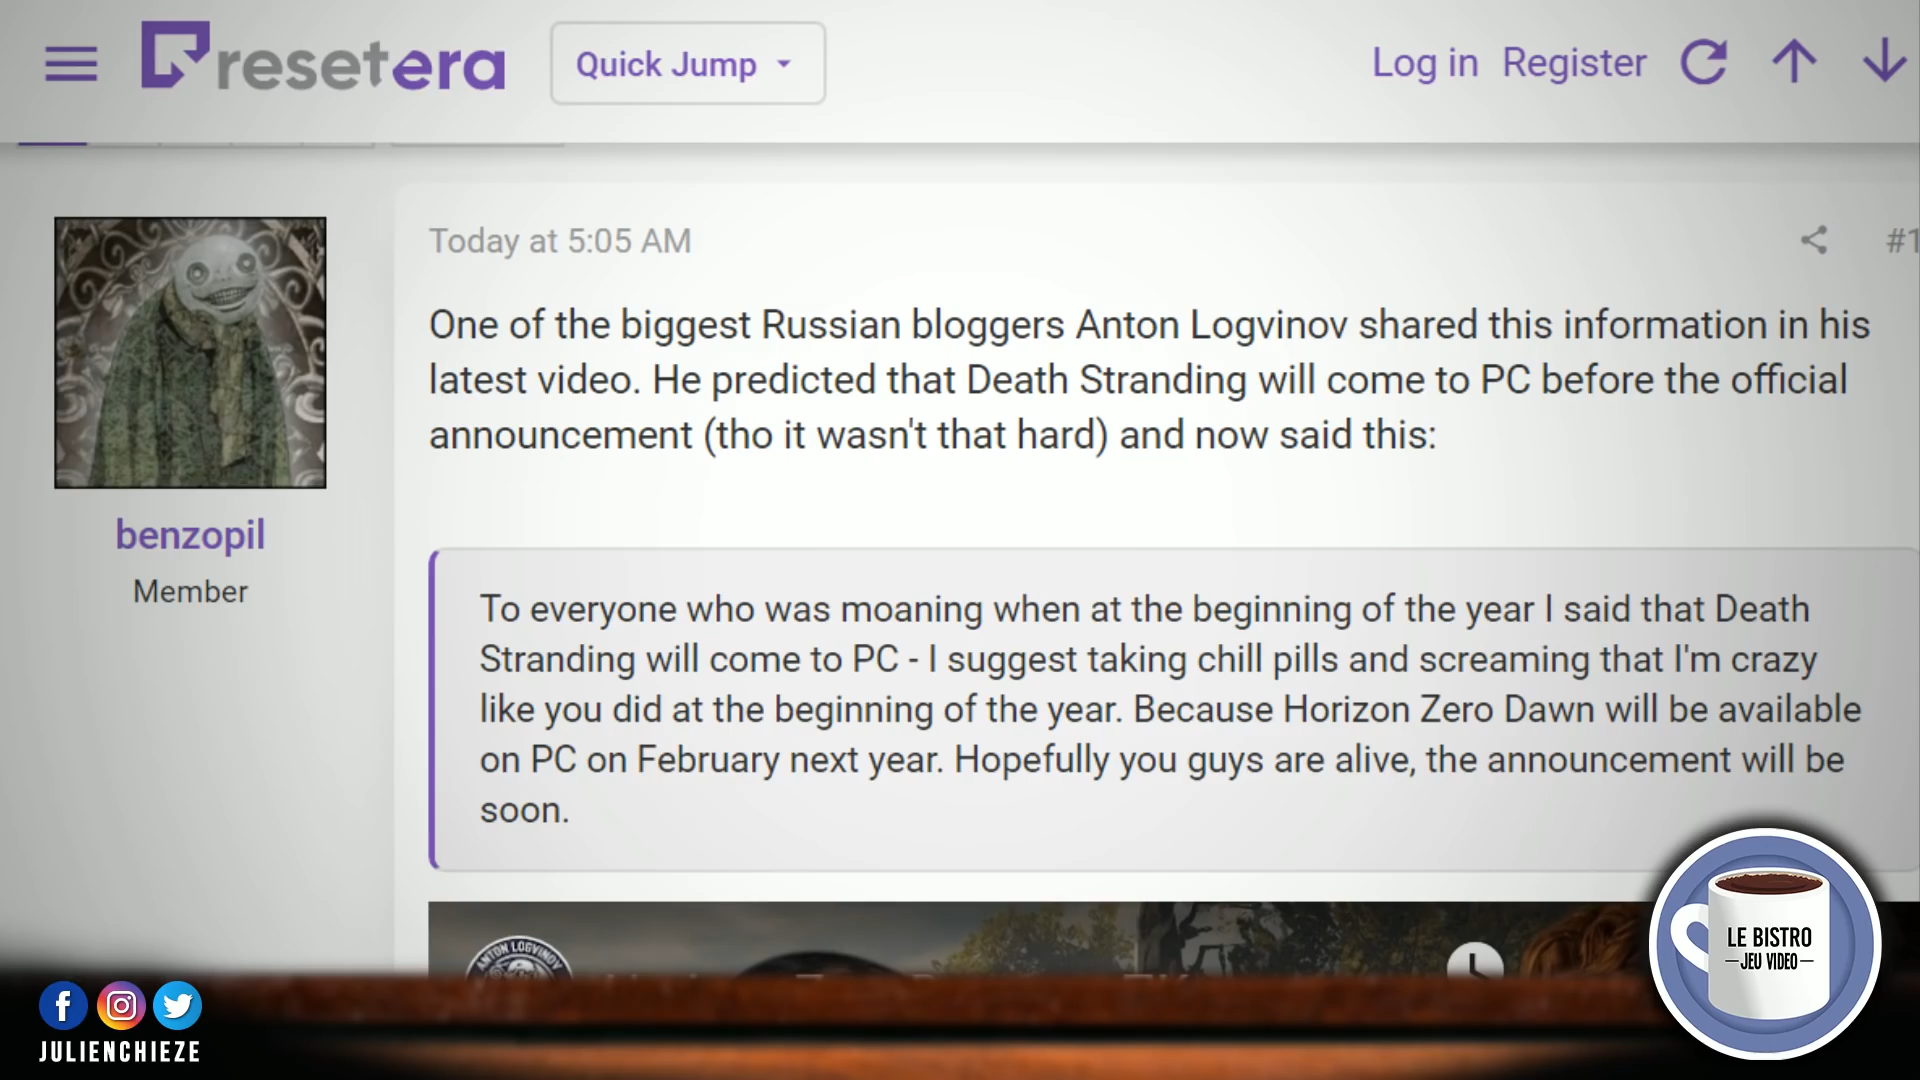 resetera
Quick Jump
Log in
Register
Today at 5:05 AM
#1
One of the biggest Russian bloggers Anton Logvinov shared this information in his
latest video. He predicted that Death Stranding will come to PC before the official
announcement (tho it wasn't that hard) and now said this:
benzopil
Member
To everyone who was moaning when at the beginning of the year I said that Death
Stranding will come to PC - I suggest taking chill pills and screaming that I'm crazy
like you did at the beginning of the year. Because Horizon Zero Dawn will be available
on PC on February next year. Hopefully you guys are alive, the announcement will be
soon.
ANTON LOGVINOV
LE BISTRO
JEU VIDEO
JULIENCHIEZE